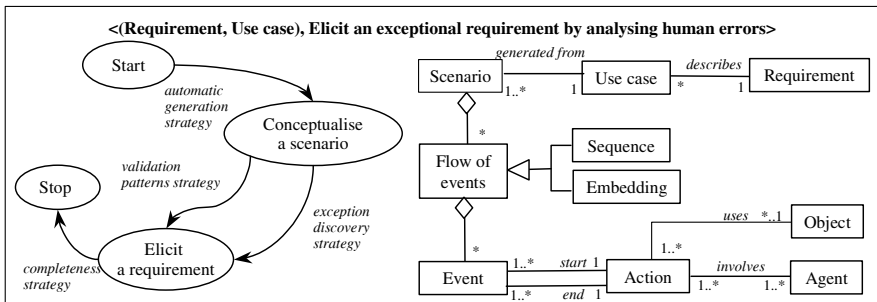 <(Requirement, Use case), Elicit an exceptional requirement by analysing human errors>
Start
automatic
generation
strategy
Conceptualise
a scenario
validation
patterns strategy
Stop
exception
discovery
strategy
Elicit
a requirement
completeness
strategy
generated from
Scenario
1..*
1
Use case
describes
*
1
Requirement
*
Flow of
events
Sequence
Embedding
*
uses
*..1
Object
1..*
Event
1..*
start
1
1..*
end
1
Action
involves
1..*
1..*
Agent